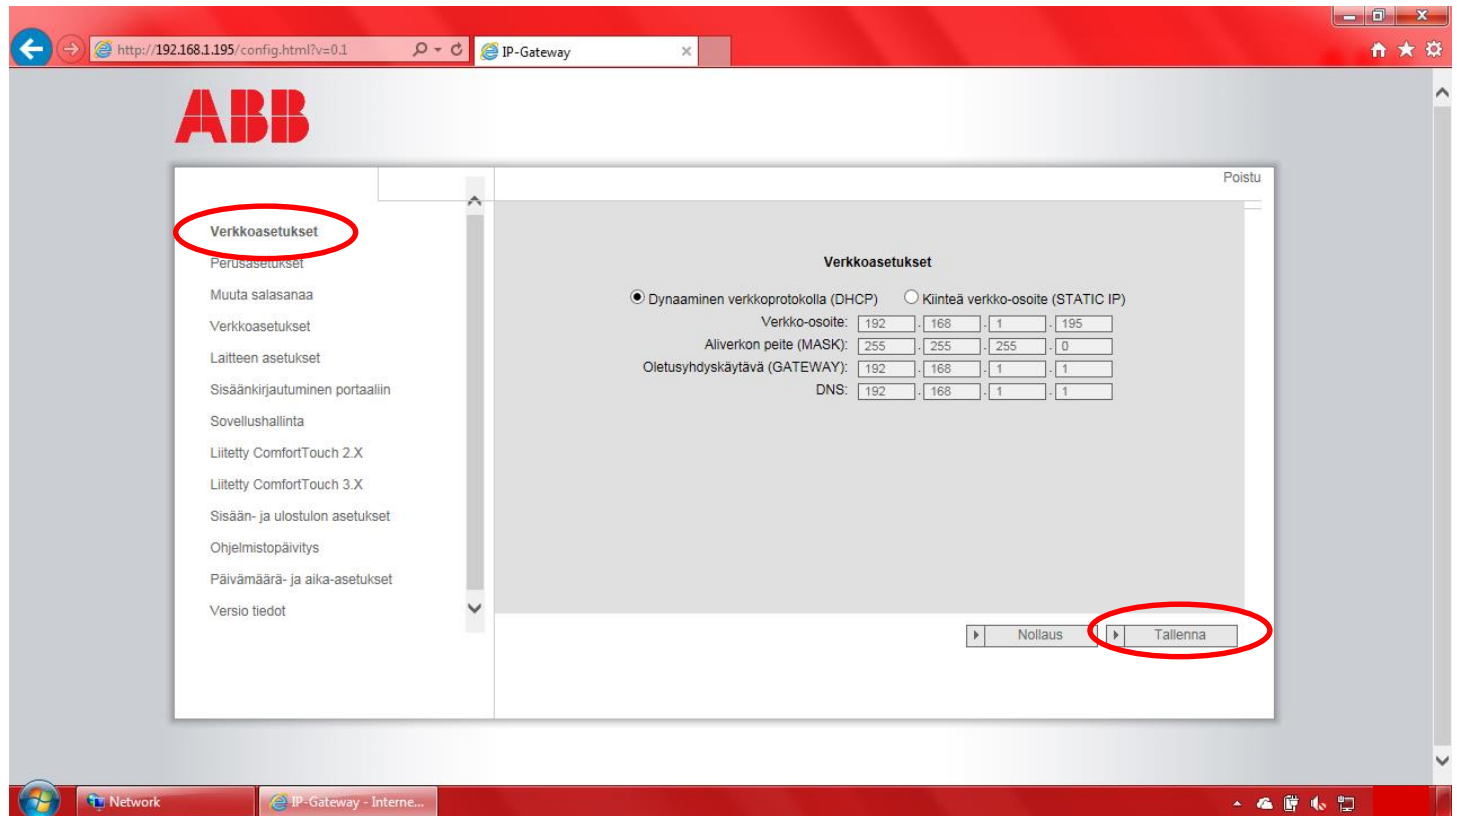 http://192.168.1.195/config.html?v=0.1
IP-Gateway
ABB
Poistu
Verkkoasetukset
Perusasetukset
Muuta salasanaa
Verkkoasetukset
Laitteen asetukset
Sisäänkirjautuminen portaaliin
Sovellushallinta
Liitetty ComfortTouch 2.X
Liitetty ComfortTouch 3.X
Sisään- ja ulostulon asetukset
Ohjelmistopäivitys
Päivämäärä- ja aika-asetukset
Versio tiedot
Verkkoasetukset
Dynaaminen verkkoprotokolla (DHCP) Kiinteä verkko-osoite (STATIC IP)
Verkko-osoite: 192 . 168 . 1 . 195
Aliverkon peite (MASK): 255 . 255 . 255 . 0
Oletusyhdyskäytävä (GATEWAY): 192 . 168 . 1 . 1
DNS: 192 . 168 . 1 . 1
Nollaus Tallenna
Network IP-Gateway - Interne...